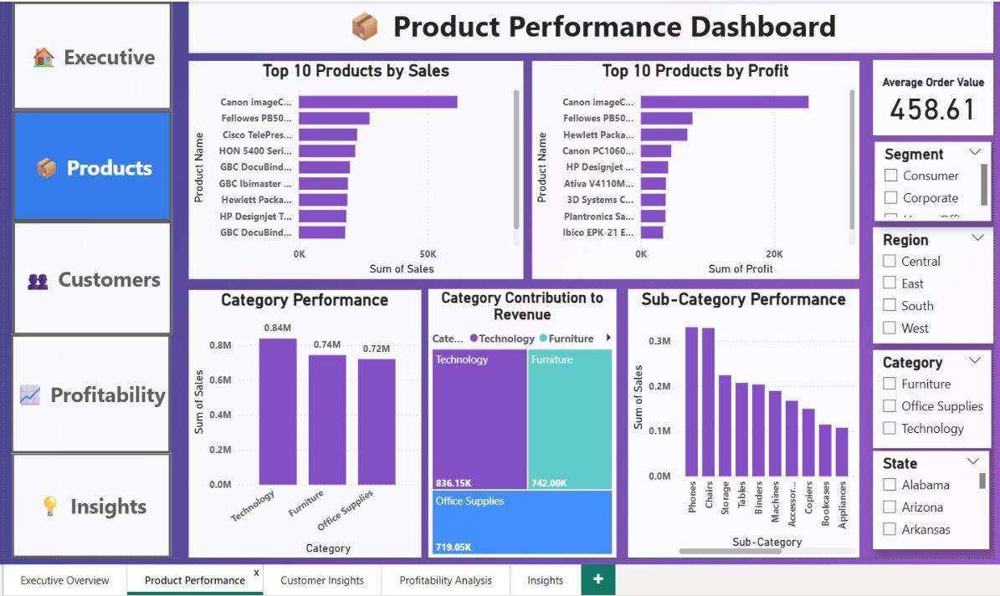 Executive
Products
Customers
Profitability
Insights
Product Performance Dashboard
Top 10 Products by Sales
Product Name
Canon imageC...
Fellowes PB50...
Cisco TelePres...
HON 5400 Seri...
GBC DocuBind...
GBC Ibimaster ...
Hewlett Packa...
HP Designjet T...
GBC DocuBind...
0K 50K
Sum of Sales
Top 10 Products by Profit
Product Name
Canon imageC...
Fellowes PB50...
Hewlett Packa...
Canon PC1060...
HP Designjet ...
Ativa V4110M...
3D Systems C...
Plantronics Sa...
Ibico EPK-21 E...
0K 20K
Sum of Profit
Average Order Value
458.61
Segment
Consumer
Corporate
Region
Central
East
South
West
Category
Furniture
Office Supplies
Technology
State
Alabama
Arizona
Arkansas
Category Performance
Sum of Sales
0.8M
0.6M
0.4M
0.2M
0.0M
0.84M
0.74M
0.72M
Technology
Furniture
Office Supplies
Category
Category Contribution to
Revenue
Cate... Technology Furniture
Technology
836.15K
Furniture
742.00K
Office Supplies
719.05K
Sub-Category Performance
Sum of Sales
0.3M
0.2M
0.1M
0.0M
Phones
Chairs
Storage
Tables
Binders
Machines
Accessor...
Copiers
Bookcases
Appliances
Sub-Category
Executive Overview
Product Performance x
Customer Insights
Profitability Analysis
Insights
+